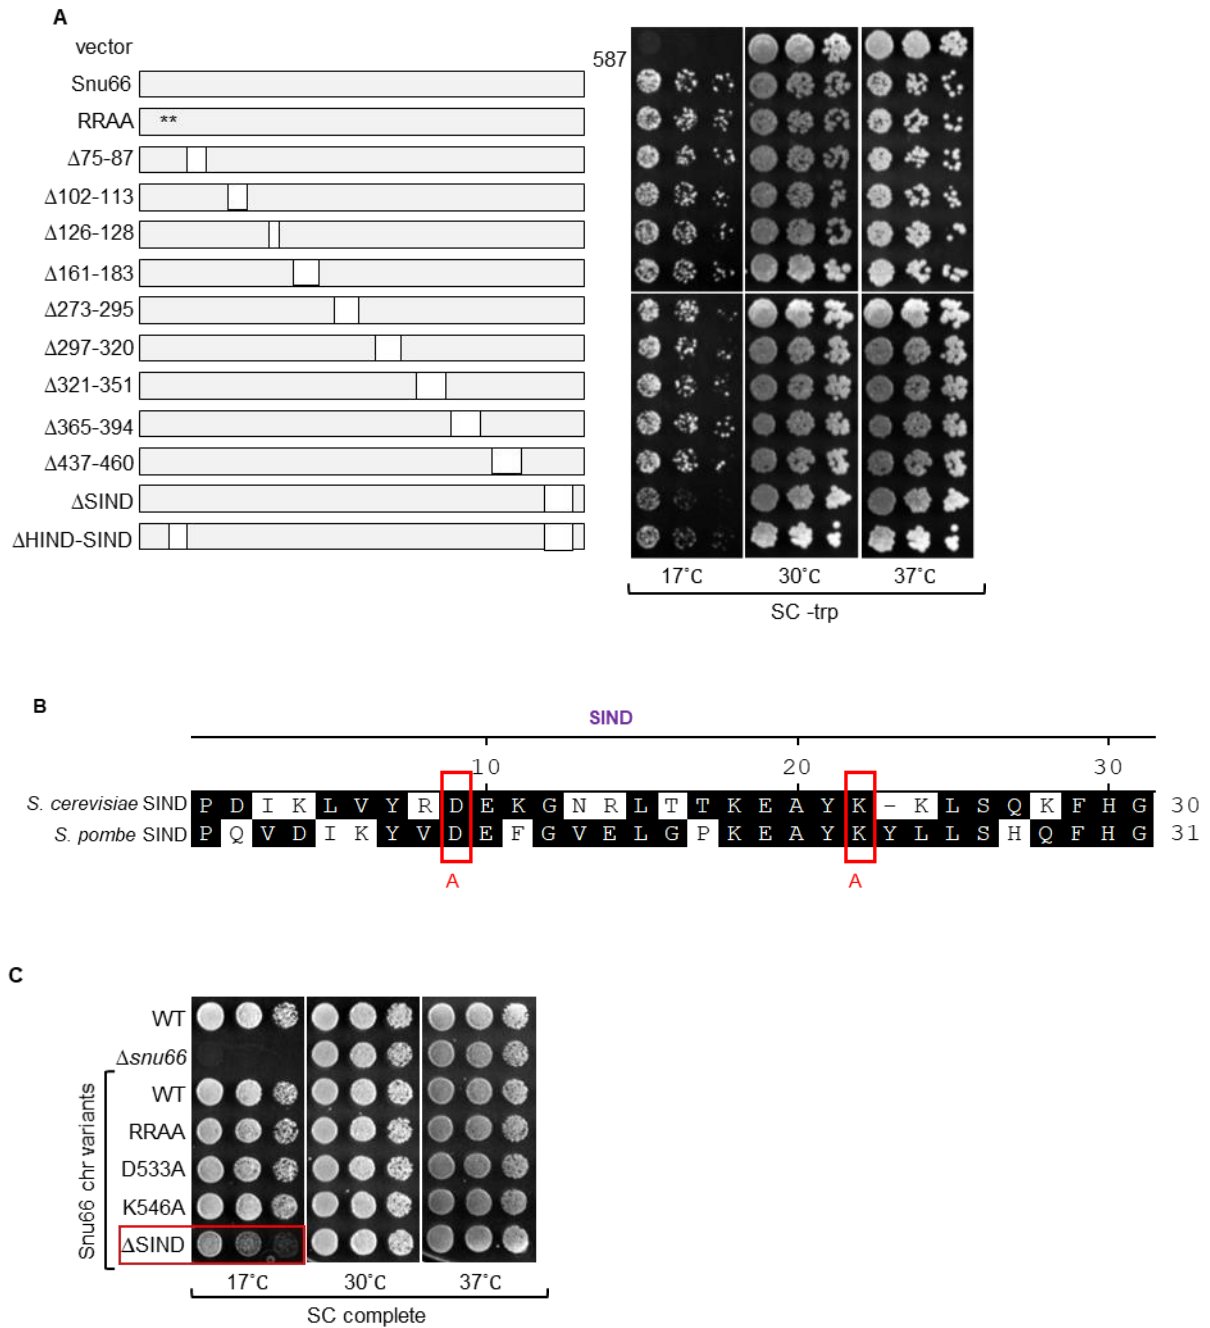 A
vector
587
Snu66
RRAA
**
Δ75-87
Δ102-113
Δ126-128
Δ161-183
Δ273-295
Δ297-320
Δ321-351
Δ365-394
Δ437-460
ΔSIND
ΔHIND-SIND
17˚C 30˚C 37˚C
SC -trp
B
SIND
10 20 30
S. cerevisiae SIND P D I K L V Y R D E K G N R L T T K E A Y K - K L S Q K F H G 30
S. pombe SIND P Q V D I K Y V D E F G V E L G P K E A Y K Y L L S H Q F H G 31
A A
C
WT
Δsnu66
Snu66 chr variants
WT
RRAA
D533A
K546A
ΔSIND
17˚C 30˚C 37˚C
SC complete